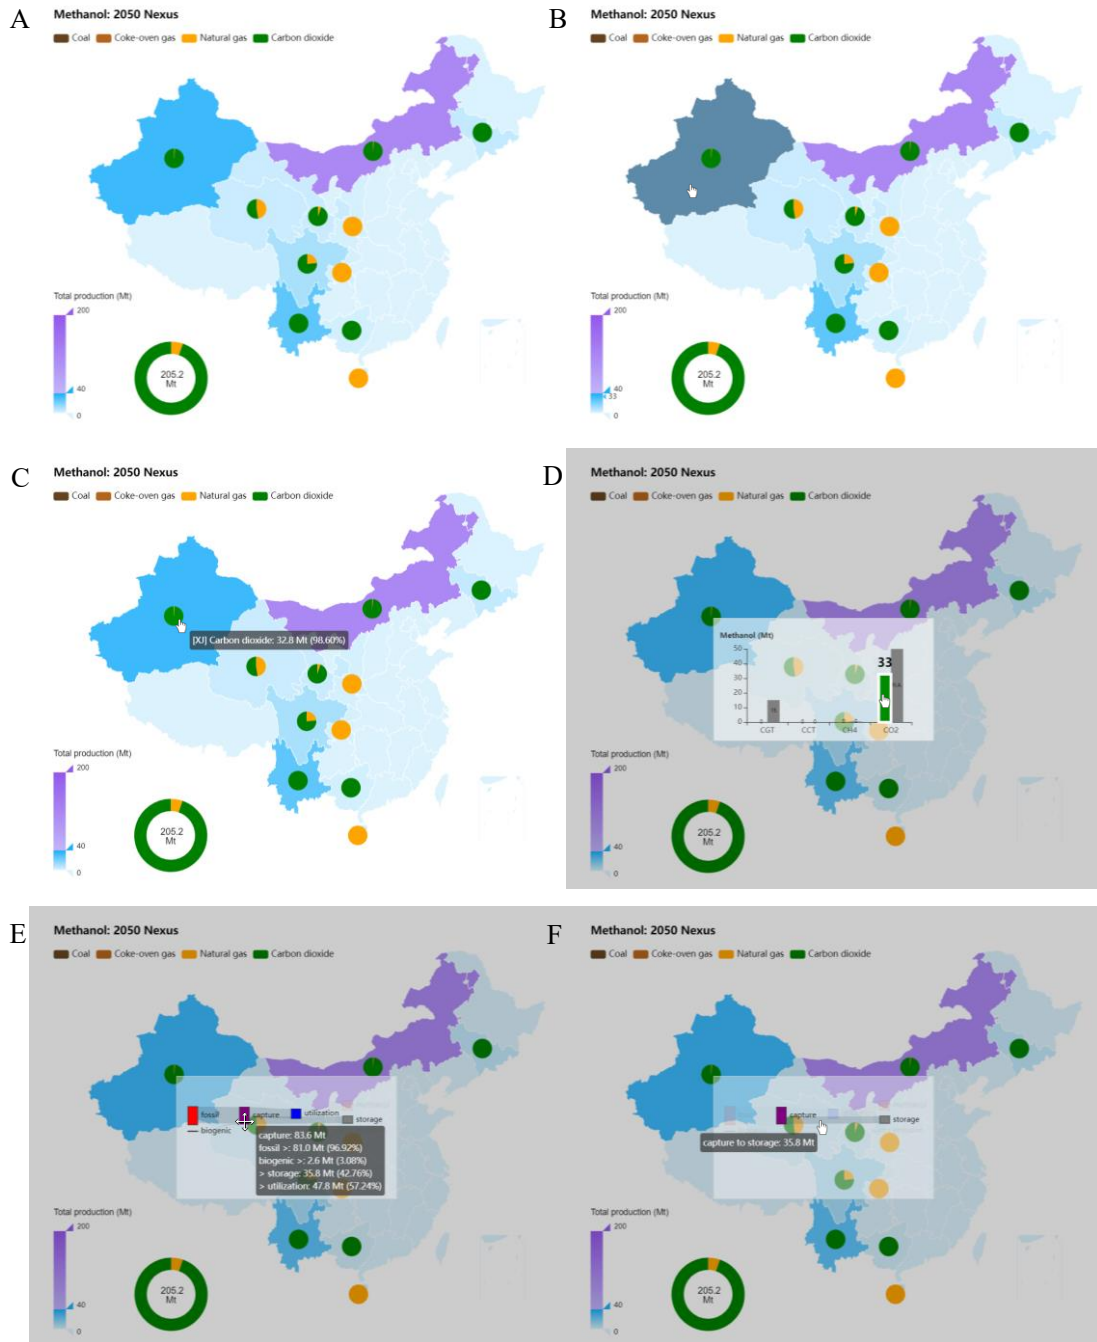 A
Methanol: 2050 Nexus
Coal Coke-oven gas Natural gas Carbon dioxide
Total production (Mt)
200
40
0
205.2
Mt
B
Methanol: 2050 Nexus
Coal Coke-oven gas Natural gas Carbon dioxide
Total production (Mt)
200
40
33
0
205.2
Mt
C
Methanol: 2050 Nexus
Coal Coke-oven gas Natural gas Carbon dioxide
[XJ] Carbon dioxide: 32.8 Mt (98.60%)
Total production (Mt)
200
40
0
205.2
Mt
D
Methanol: 2050 Nexus
Coal Coke-oven gas Natural gas Carbon dioxide
Methanol (Mt)
50
40
30
20
10
0
33
CGT CCT CH4 CO2
Total production (Mt)
200
40
0
205.2
Mt
E
Methanol: 2050 Nexus
Coal Coke-oven gas Natural gas Carbon dioxide
fossil capture utilization storage
biogenic
capture: 83.6 Mt
fossil >: 81.0 Mt (96.92%)
biogenic >: 2.6 Mt (3.08%)
> storage: 35.8 Mt (42.76%)
> utilization: 47.8 Mt (57.24%)
Total production (Mt)
200
40
0
205.2
Mt
F
Methanol: 2050 Nexus
Coal Coke-oven gas Natural gas Carbon dioxide
capture storage
capture to storage: 35.8 Mt
Total production (Mt)
200
40
0
205.2
Mt